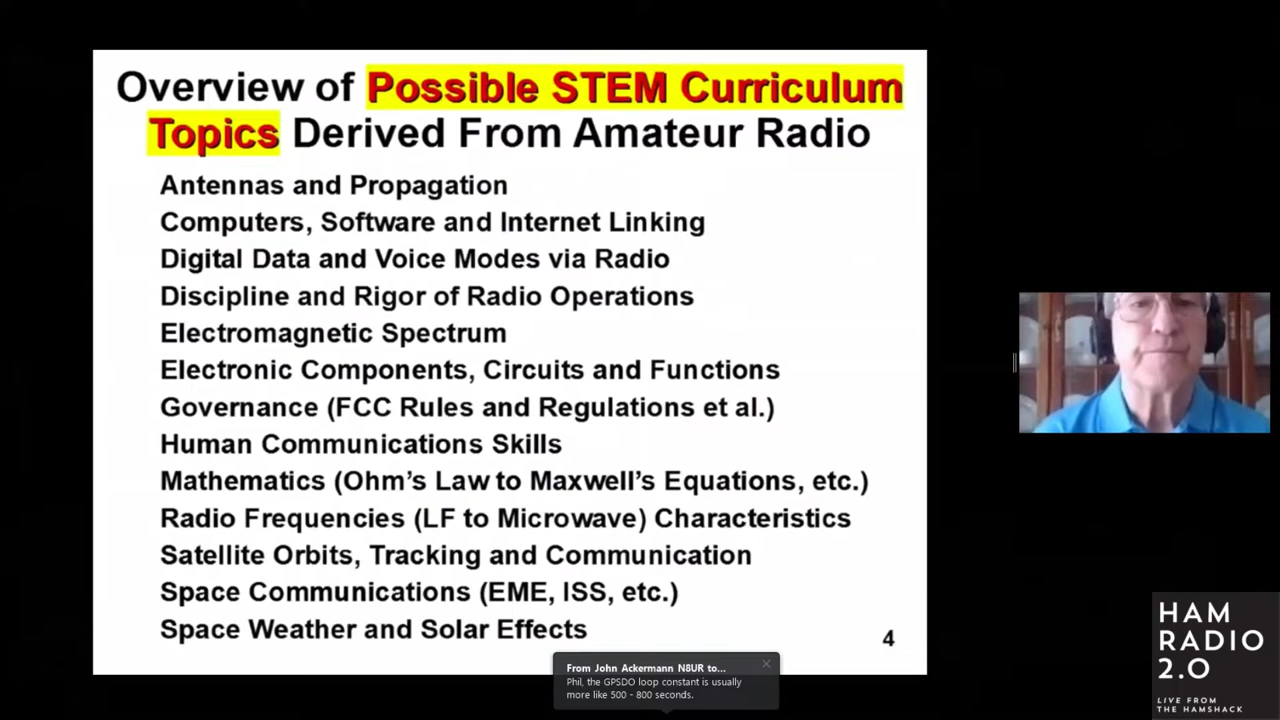 Overview of Possible STEM Curriculum
Topics Derived From Amateur Radio
Antennas and Propagation
Computers, Software and Internet Linking
Digital Data and Voice Modes via Radio
Discipline and Rigor of Radio Operations
Electromagnetic Spectrum
Electronic Components, Circuits and Functions
Governance (FCC Rules and Regulations et al.)
Human Communications Skills
Mathematics (Ohm's Law to Maxwell's Equations, etc.)
Radio Frequencies (LF to Microwave) Characteristics
Satellite Orbits, Tracking and Communication
Space Communications (EME, ISS, etc.)
Space Weather and Solar Effects
4
From John Ackermann N8UR to...
Phil, the GPSDO loop constant is usually
more like 500 - 800 seconds.
HAM
RADIO
2.0
LIVE FROM
THE HAMSHACK